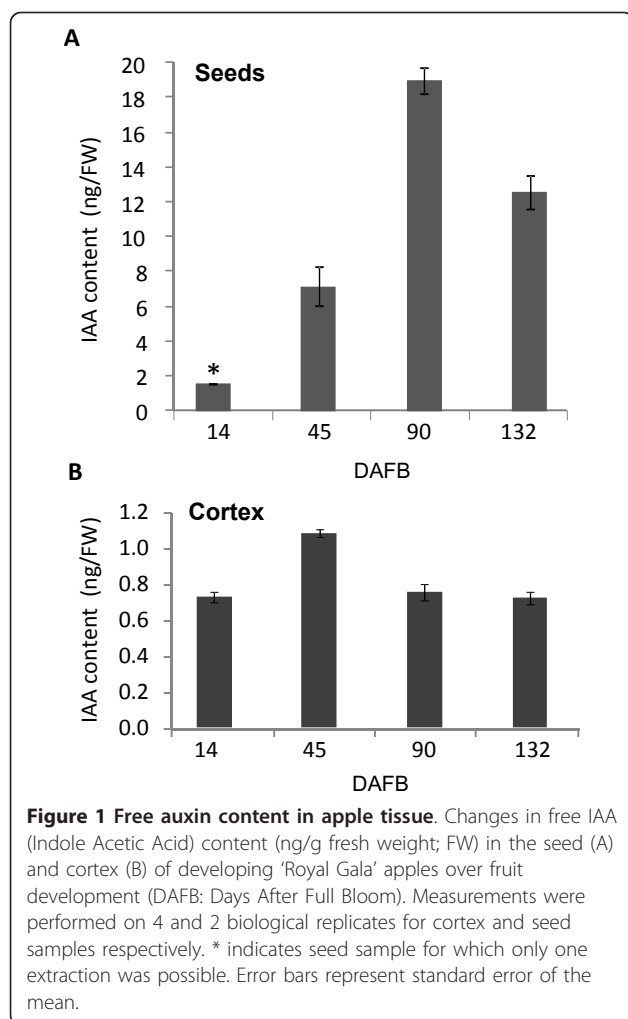 A
Seeds
IAA content (ng/FW)
20
18
16
14
12
10
8
6
4
2
0
*
14 45 90 132
DAFB
B
Cortex
IAA content (ng/FW)
1.2
1.0
0.8
0.6
0.4
0.2
0.0
14 45 90 132
DAFB
Figure 1 Free auxin content in apple tissue. Changes in free IAA
(Indole Acetic Acid) content (ng/g fresh weight; FW) in the seed (A)
and cortex (B) of developing ‘Royal Gala’ apples over fruit
development (DAFB: Days After Full Bloom). Measurements were
performed on 4 and 2 biological replicates for cortex and seed
samples respectively. * indicates seed sample for which only one
extraction was possible. Error bars represent standard error of the
mean.